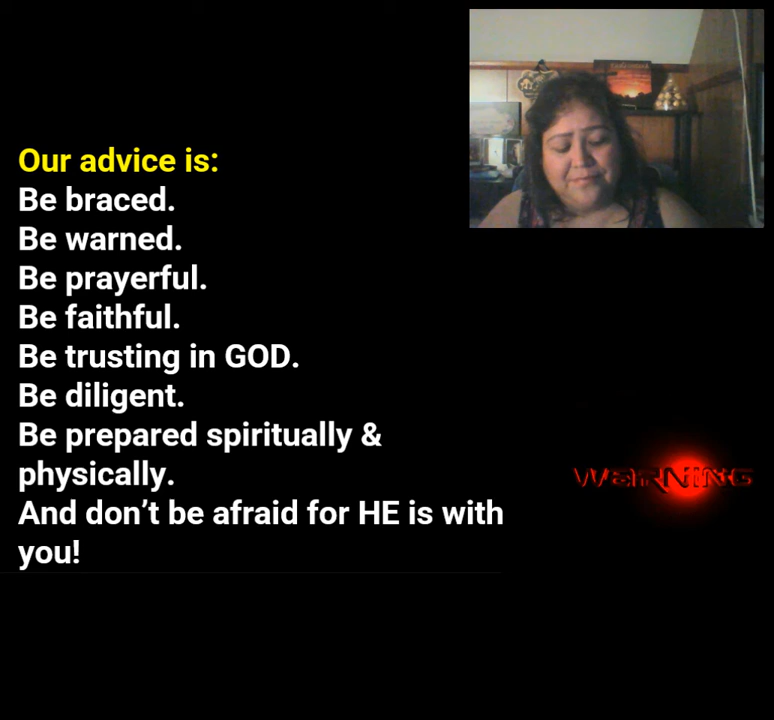 Our advice is:
Be braced.
Be warned.
Be prayerful.
Be faithful.
Be trusting in GOD.
Be diligent.
Be prepared spiritually &
physically.
And don’t be afraid for HE is with
you!
WARNING